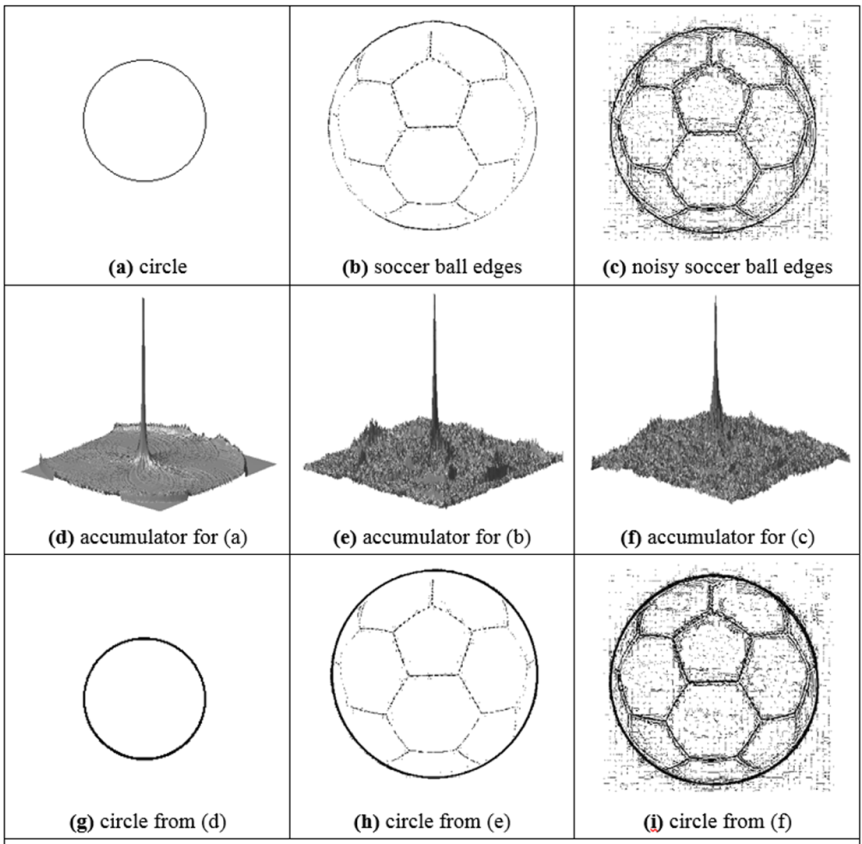 (a) circle
(b) soccer ball edges
(c) noisy soccer ball edges
(d) accumulator for (a)
(e) accumulator for (b)
(f) accumulator for (c)
(g) circle from (d)
(h) circle from (e)
(i) circle from (f)